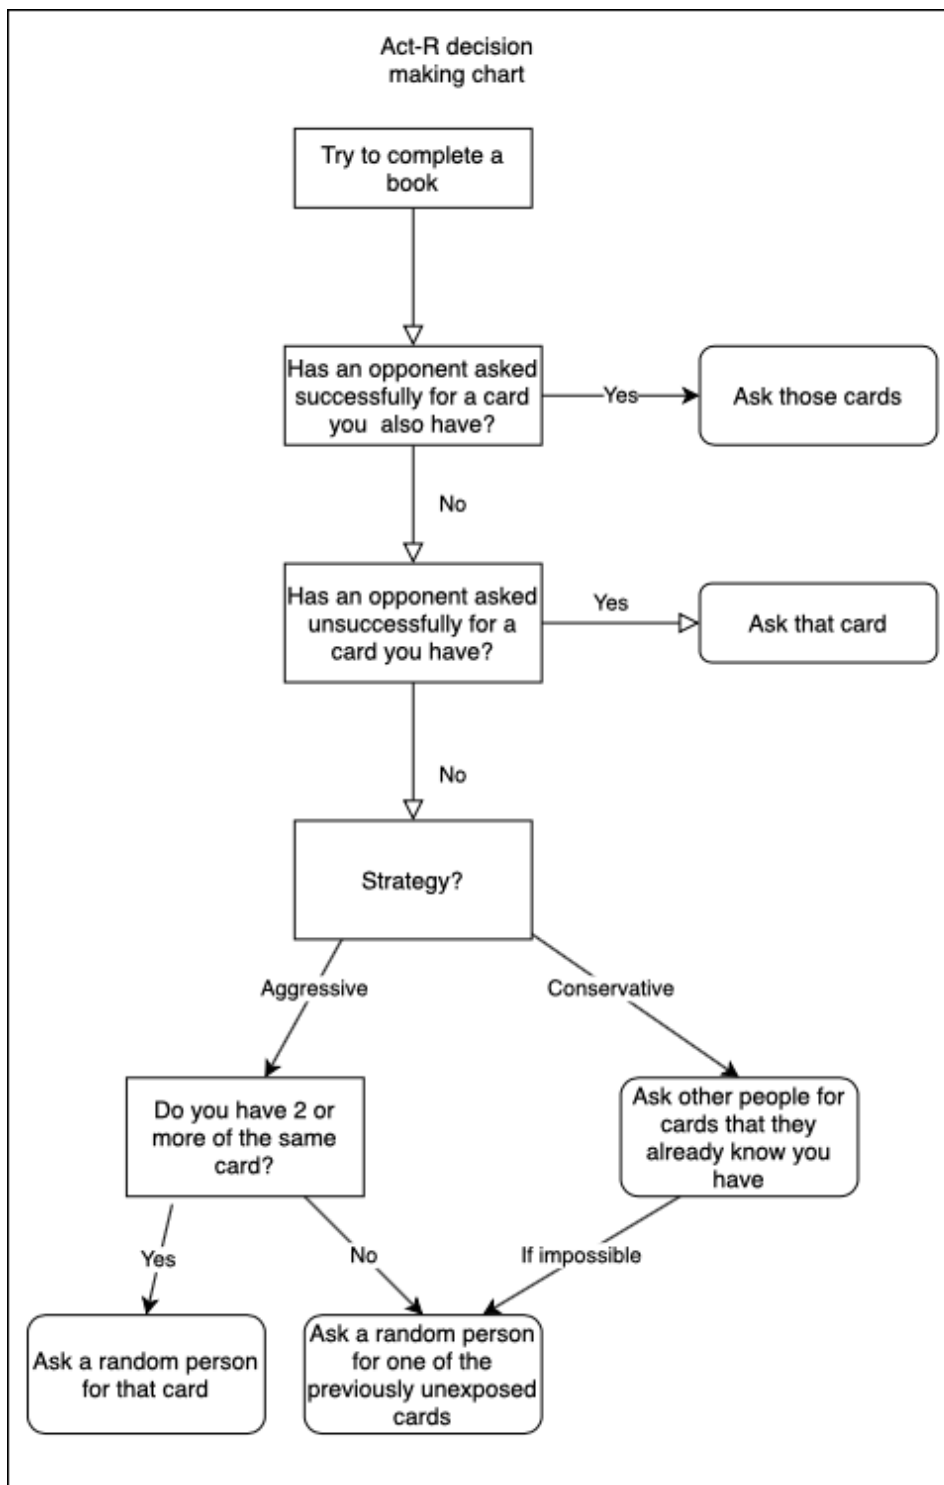 Act-R decision
making chart
Try to complete a
book
Has an opponent asked
successfully for a card
you also have?
Yes
Ask those cards
No
Has an opponent asked
unsuccessfully for a
card you have?
Yes
Ask that card
No
Strategy?
Aggressive
Conservative
Do you have 2 or
more of the same
card?
Ask other people for
cards that they
already know you
have
Yes
No
If impossible
Ask a random person
for that card
Ask a random person
for one of the
previously unexposed
cards